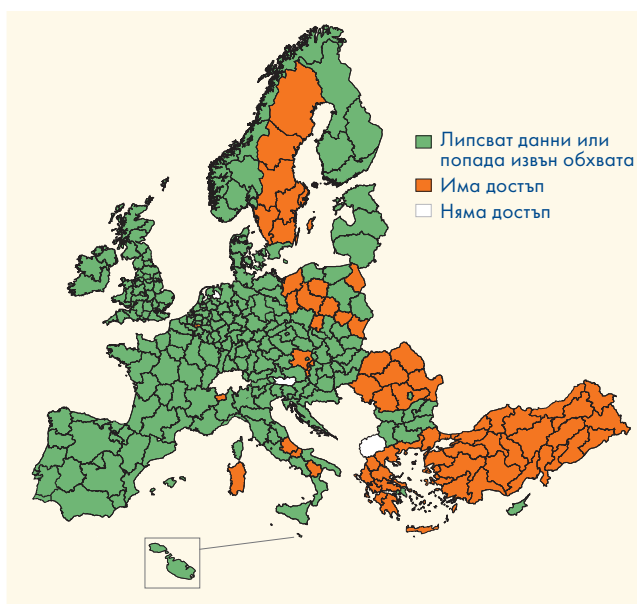 Липсват данни или
попада извън обхвата
Има достъп
Няма достъп